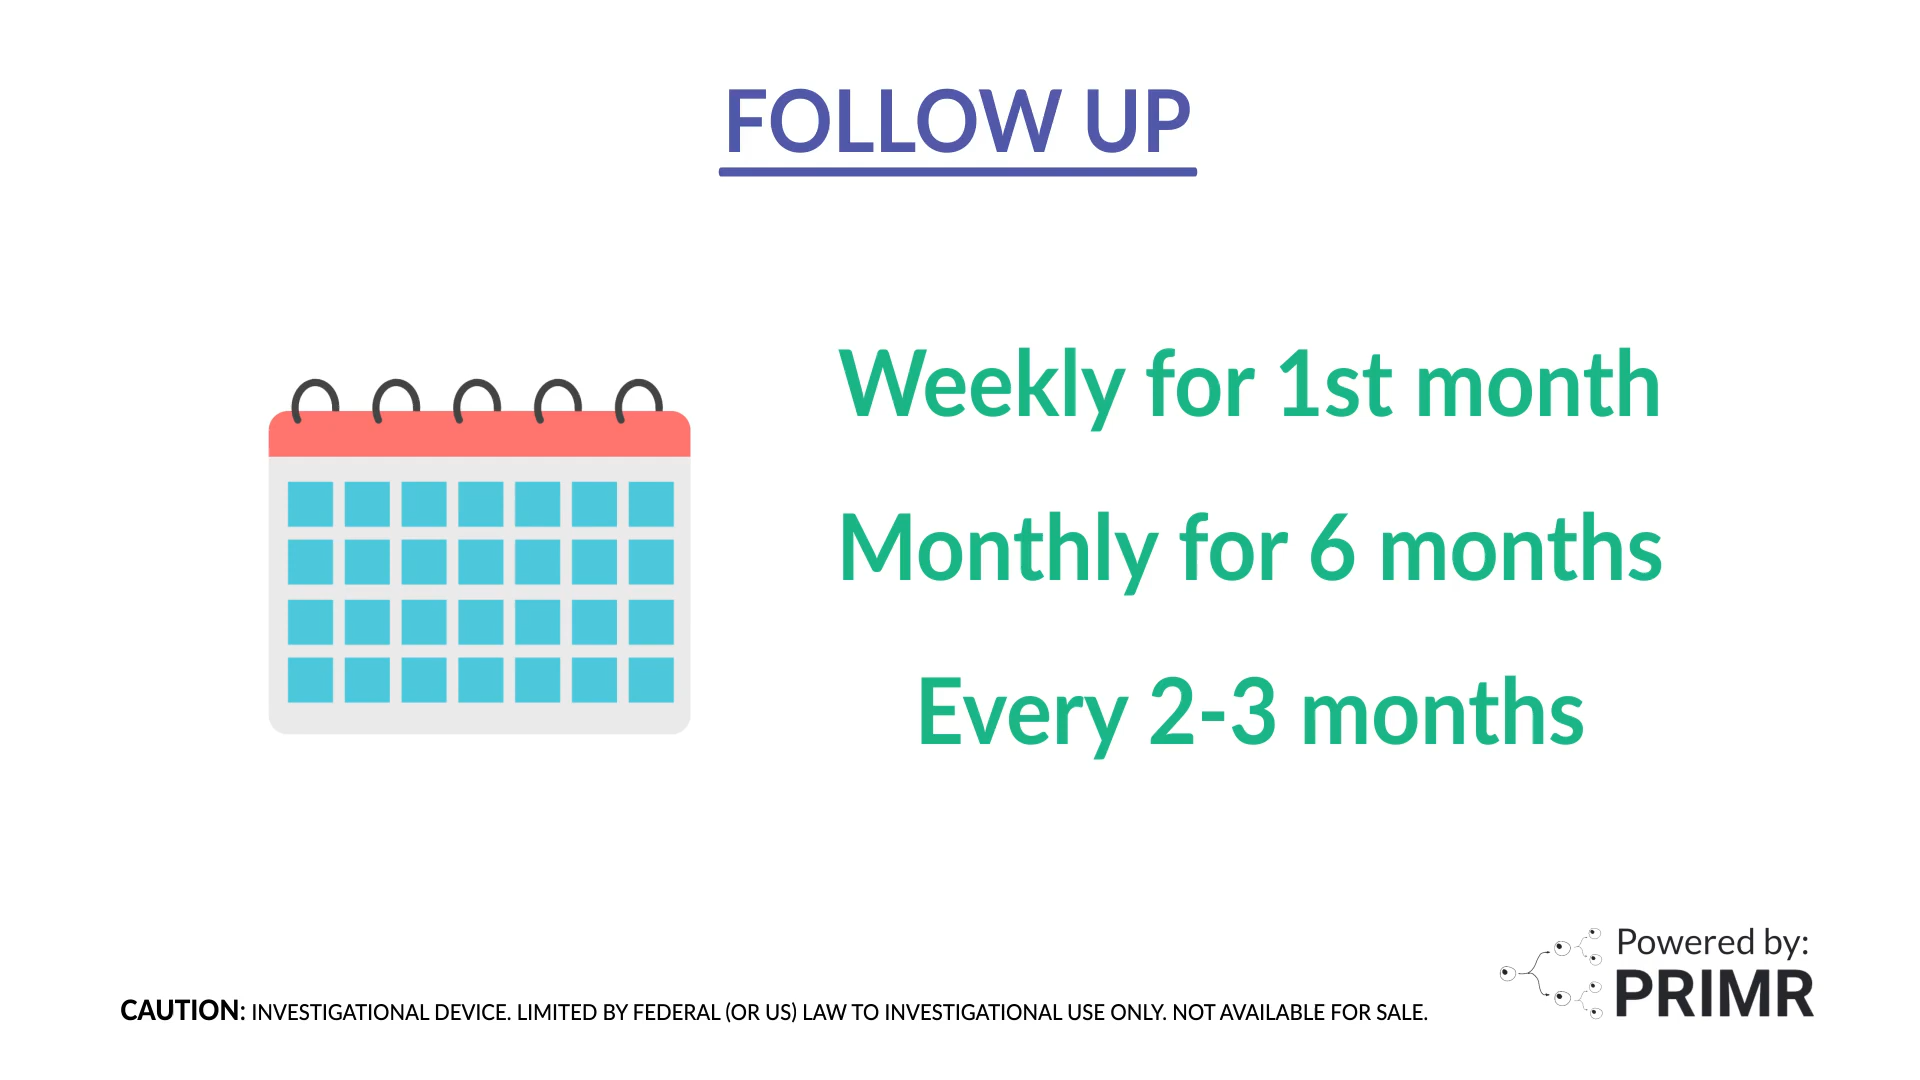 FOLLOW UP
Weekly for 1st month
Monthly for 6 months
Every 2-3 months
Powered by:
PRIMR
CAUTION: INVESTIGATIONAL DEVICE. LIMITED BY FEDERAL (OR US) LAW TO INVESTIGATIONAL USE ONLY. NOT AVAILABLE FOR SALE.